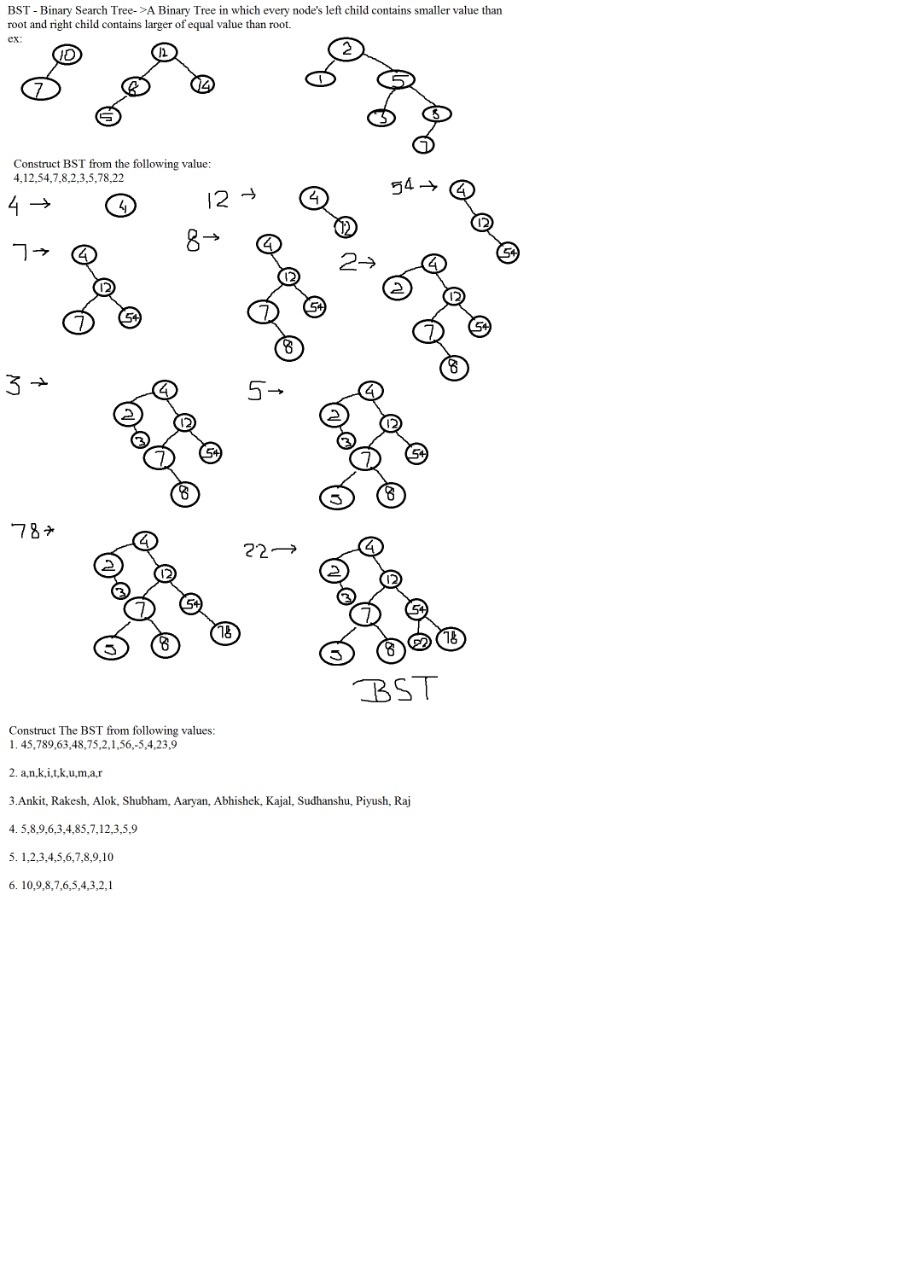 BST - Binary Search Tree- >A Binary Tree in which every node's left child contains smaller value than
root and right child contains larger of equal value than root.
ex:
10 12 2
7 8 14 1 5
5 3 8
7
Construct BST from the following value:
4,12,54,7,8,2,3,5,78,22
4 → 4 12 → 4 12 54 → 4 12 54
7 → 4 12 7 54 8 → 4 12 7 54 8 2 → 4 2 12 7 54 8
3 → 4 2 12 3 7 54 8 5 → 4 2 12 3 7 54 5 8
78 → 4 2 12 3 7 54 5 8 78 22 → 4 2 12 3 7 54 5 8 22 78
BST
Construct The BST from following values:
1. 45,789,63,48,75,2,1,56,-5,4,23,9
2. a,n,k,i,t,k,u,m,a,r
3.Ankit, Rakesh, Alok, Shubham, Aaryan, Abhishek, Kajal, Sudhanshu, Piyush, Raj
4. 5,8,9,6,3,4,85,7,12,3,5,9
5. 1,2,3,4,5,6,7,8,9,10
6. 10,9,8,7,6,5,4,3,2,1